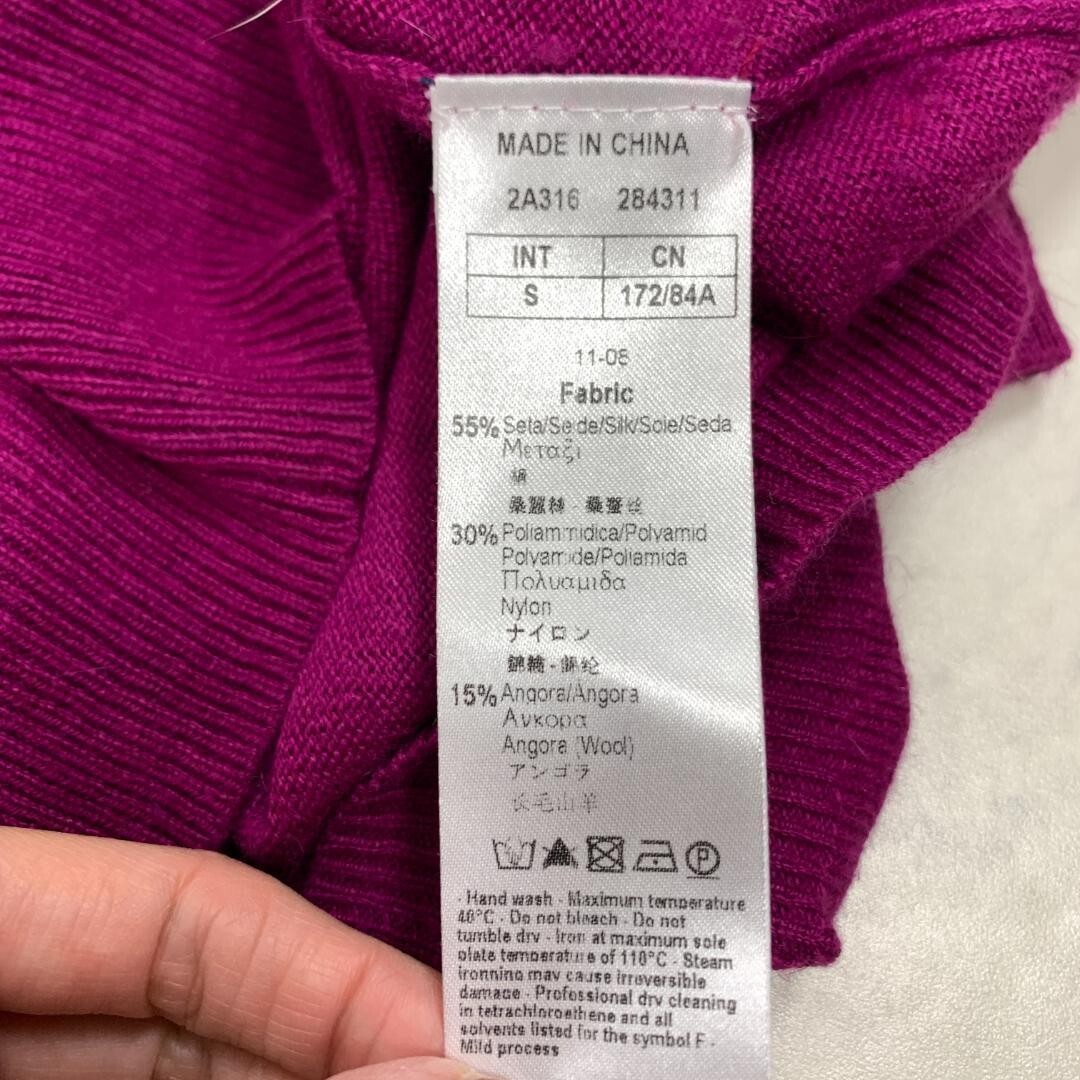 MADE IN CHINA
2A316 284311
INT CN
S 172/84A
11-08
Fabric
55% Seta/Seide/Silk/Soie/Seda
Μεταξι
絹
桑蠶絲 - 桑蚕丝
30% Poliammidica/Polyamid
Polyamide/Poliamida
Πολυαμιδα
Nylon
ナイロン
錦綸 - 锦纶
15% Angora/Angora
Ανκορα
Angora (Wool)
アンゴラ
长毛山羊
P
- Hand wash - Maximum temperature
40°C - Do not bleach - Do not
tumble dry - Iron at maximum sole
plate temperature of 110°C - Steam
ironning may cause irreversible
damage - Professional dry cleaning
in tetrachloroethene and all
solvents listed for the symbol F -
Mild process